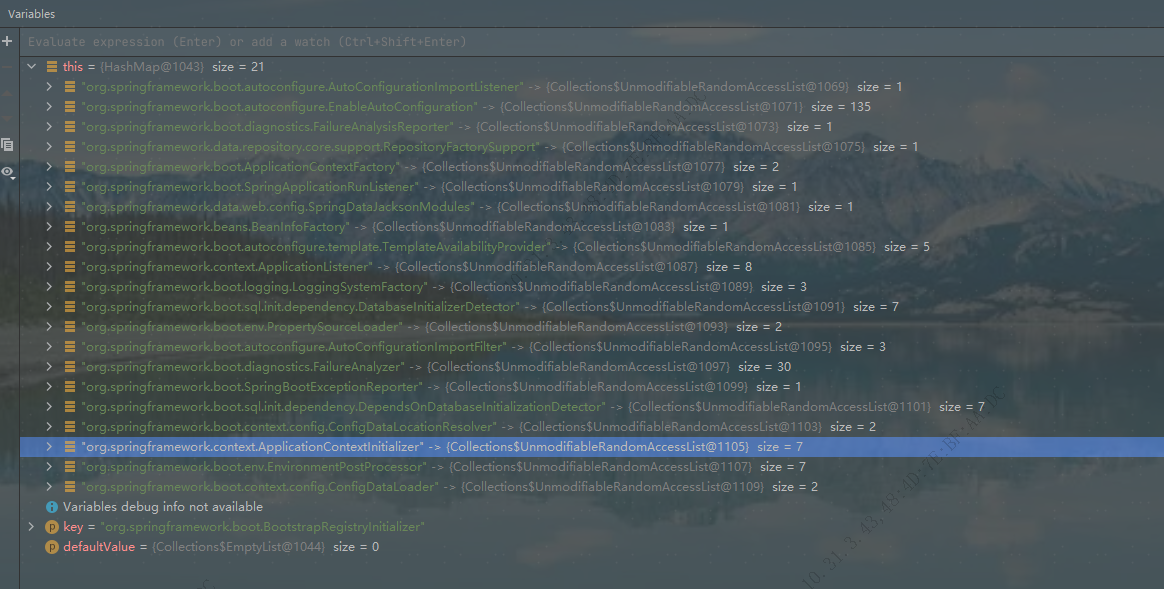 Variables
Evaluate expression (Enter) or add a watch (Ctrl+Shift+Enter)
this = {HashMap@1043} size = 21
"org.springframework.boot.autoconfigure.AutoConfigurationImportListener" -> {Collections$UnmodifiableRandomAccessList@1069} size = 1
"org.springframework.boot.autoconfigure.EnableAutoConfiguration" -> {Collections$UnmodifiableRandomAccessList@1071} size = 135
"org.springframework.boot.diagnostics.FailureAnalysisReporter" -> {Collections$UnmodifiableRandomAccessList@1073} size = 1
"org.springframework.data.repository.core.support.RepositoryFactorySupport" -> {Collections$UnmodifiableRandomAccessList@1075} size = 1
"org.springframework.boot.ApplicationContextFactory" -> {Collections$UnmodifiableRandomAccessList@1077} size = 2
"org.springframework.boot.SpringApplicationRunListener" -> {Collections$UnmodifiableRandomAccessList@1079} size = 1
"org.springframework.data.web.config.SpringDataJacksonModules" -> {Collections$UnmodifiableRandomAccessList@1081} size = 1
"org.springframework.beans.BeanInfoFactory" -> {Collections$UnmodifiableRandomAccessList@1083} size = 1
"org.springframework.boot.autoconfigure.template.TemplateAvailabilityProvider" -> {Collections$UnmodifiableRandomAccessList@1085} size = 5
"org.springframework.context.ApplicationListener" -> {Collections$UnmodifiableRandomAccessList@1087} size = 8
"org.springframework.boot.logging.LoggingSystemFactory" -> {Collections$UnmodifiableRandomAccessList@1089} size = 3
"org.springframework.boot.sql.init.dependency.DatabaseInitializerDetector" -> {Collections$UnmodifiableRandomAccessList@1091} size = 7
"org.springframework.boot.env.PropertySourceLoader" -> {Collections$UnmodifiableRandomAccessList@1093} size = 2
"org.springframework.boot.autoconfigure.AutoConfigurationImportFilter" -> {Collections$UnmodifiableRandomAccessList@1095} size = 3
"org.springframework.boot.diagnostics.FailureAnalyzer" -> {Collections$UnmodifiableRandomAccessList@1097} size = 30
"org.springframework.boot.SpringBootExceptionReporter" -> {Collections$UnmodifiableRandomAccessList@1099} size = 1
"org.springframework.boot.sql.init.dependency.DependsOnDatabaseInitializationDetector" -> {Collections$UnmodifiableRandomAccessList@1101} size = 7
"org.springframework.boot.context.config.ConfigDataLocationResolver" -> {Collections$UnmodifiableRandomAccessList@1103} size = 2
"org.springframework.context.ApplicationContextInitializer" -> {Collections$UnmodifiableRandomAccessList@1105} size = 7
"org.springframework.boot.env.EnvironmentPostProcessor" -> {Collections$UnmodifiableRandomAccessList@1107} size = 7
"org.springframework.boot.context.config.ConfigDataLoader" -> {Collections$UnmodifiableRandomAccessList@1109} size = 2
Variables debug info not available
key = "org.springframework.boot.BootstrapRegistryInitializer"
defaultValue = {Collections$EmptyList@1044} size = 0